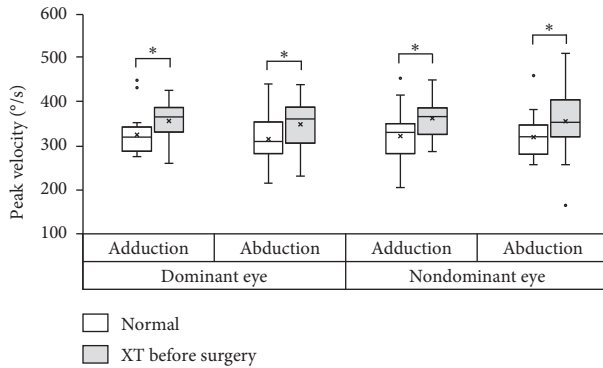 Peak velocity (°/s)
600
500
400
300
200
100
* * * *
Adduction Abduction Adduction Abduction
Dominant eye Nondominant eye
Normal
XT before surgery